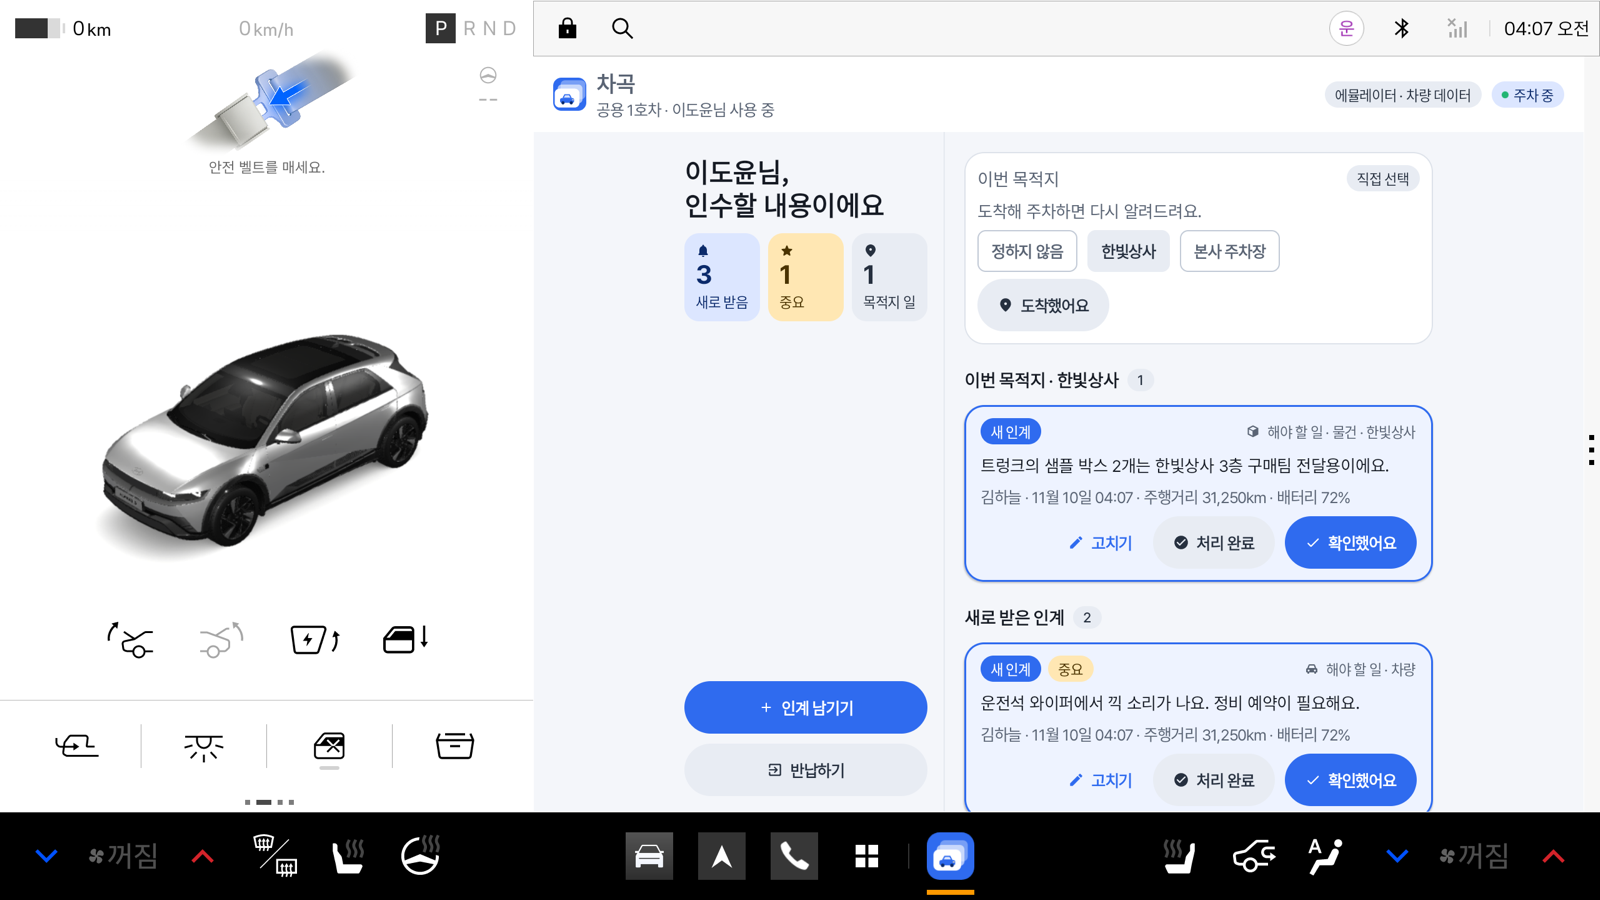 0 km
0 km/h
P R N D
안전 벨트를 매세요.
--
운
04:07 오전
차곡
공용 1호차 · 이도윤님 사용 중
에뮬레이터 · 차량 데이터
주차 중
이도윤님,
인수할 내용이에요
3
새로 받음
1
중요
1
목적지 일
+ 인계 남기기
반납하기
이번 목적지
직접 선택
도착해 주차하면 다시 알려드려요.
정하지 않음
한빛상사
본사 주차장
도착했어요
이번 목적지 · 한빛상사 1
새 인계
해야 할 일 · 물건 · 한빛상사
트렁크의 샘플 박스 2개는 한빛상사 3층 구매팀 전달용이에요.
김하늘 · 11월 10일 04:07 · 주행거리 31,250km · 배터리 72%
고치기
처리 완료
확인했어요
새로 받은 인계 2
새 인계
중요
해야 할 일 · 차량
운전석 와이퍼에서 끽 소리가 나요. 정비 예약이 필요해요.
김하늘 · 11월 10일 04:07 · 주행거리 31,250km · 배터리 72%
고치기
처리 완료
확인했어요
꺼짐
A
꺼짐